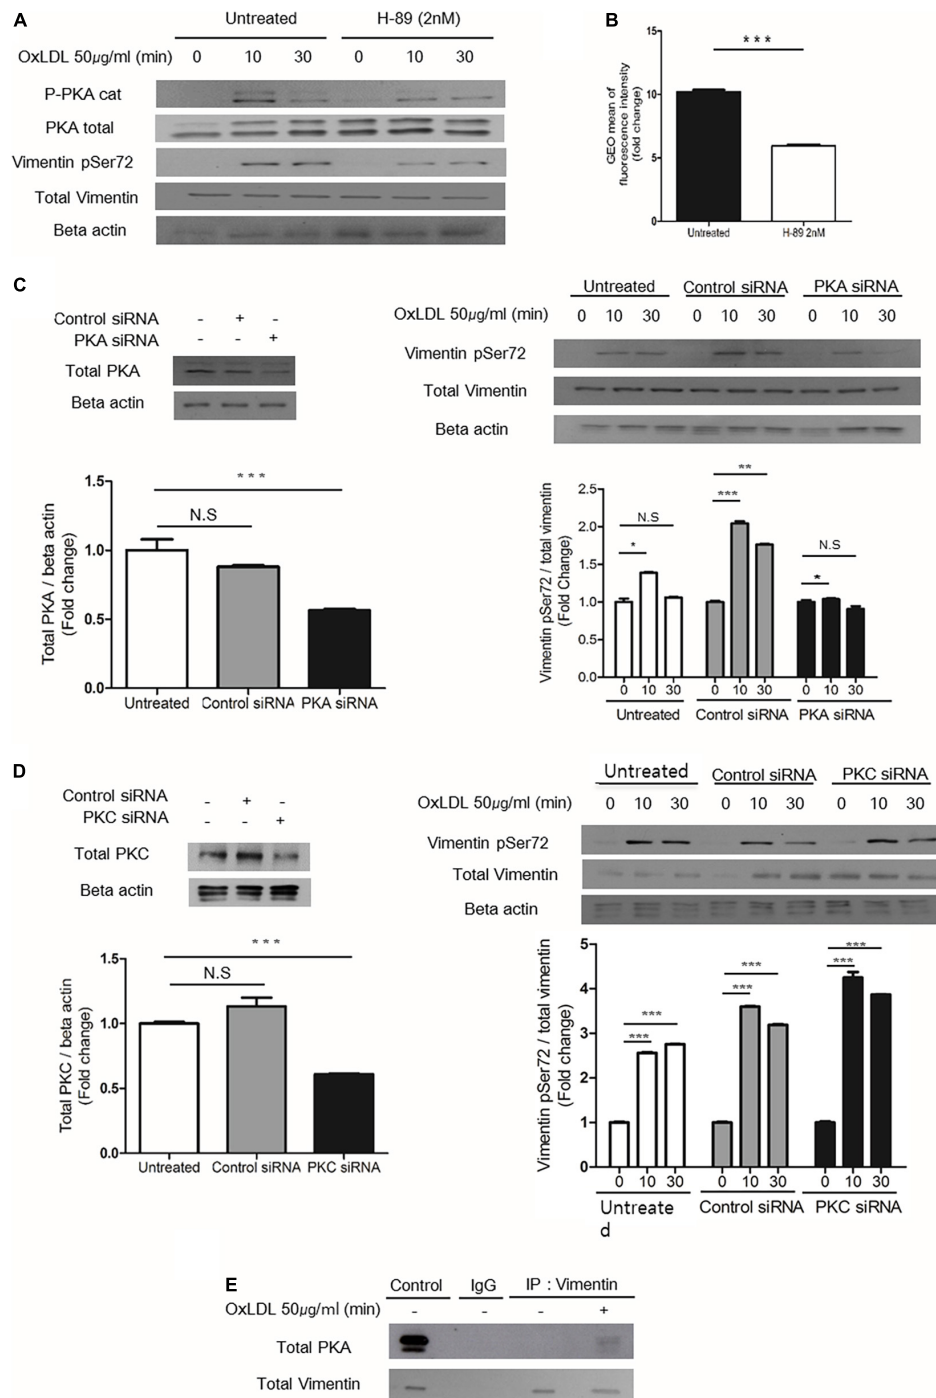 A
Untreated H-89 (2nM)
OxLDL 50µg/ml (min) 0 10 30 0 10 30
P-PKA cat
PKA total
Vimentin pSer72
Total Vimentin
Beta actin
B
GEO mean of
fluorescence intensity
(fold change)
15
10
5
0
***
Untreated H-89 2nM
C
Control siRNA - + -
PKA siRNA - - +
Total PKA
Beta actin
Untreated Control siRNA PKA siRNA
OxLDL 50µg/ml (min) 0 10 30 0 10 30 0 10 30
Vimentin pSer72
Total Vimentin
Beta actin
Total PKA / beta actin
(Fold change)
1.5
1.0
0.5
0.0
***
N.S
Untreated Control siRNA PKA siRNA
Vimentin pSer72 / total vimentin
(Fold Change)
2.5
2.0
1.5
1.0
0.5
0.0
N.S
*
**
***
N.S
*
0 10 30 0 10 30 0 10 30
Untreated Control siRNA PKA siRNA
D
Control siRNA - + -
PKC siRNA - - +
Total PKC
Beta actin
Untreated Control siRNA PKC siRNA
OxLDL 50µg/ml (min) 0 10 30 0 10 30 0 10 30
Vimentin pSer72
Total Vimentin
Beta actin
Total PKC / beta actin
(Fold change)
1.5
1.0
0.5
0.0
***
N.S
Untreated Control siRNA PKC siRNA
Vimentin pSer72 / total vimentin
(Fold change)
5
4
3
2
1
0
***
***
***
***
***
***
0 10 30 0 10 30 0 10 30
Untreate Control siRNA PKC siRNA
d
E
Control IgG IP : Vimentin
OxLDL 50µg/ml (min) - - - +
Total PKA
Total Vimentin